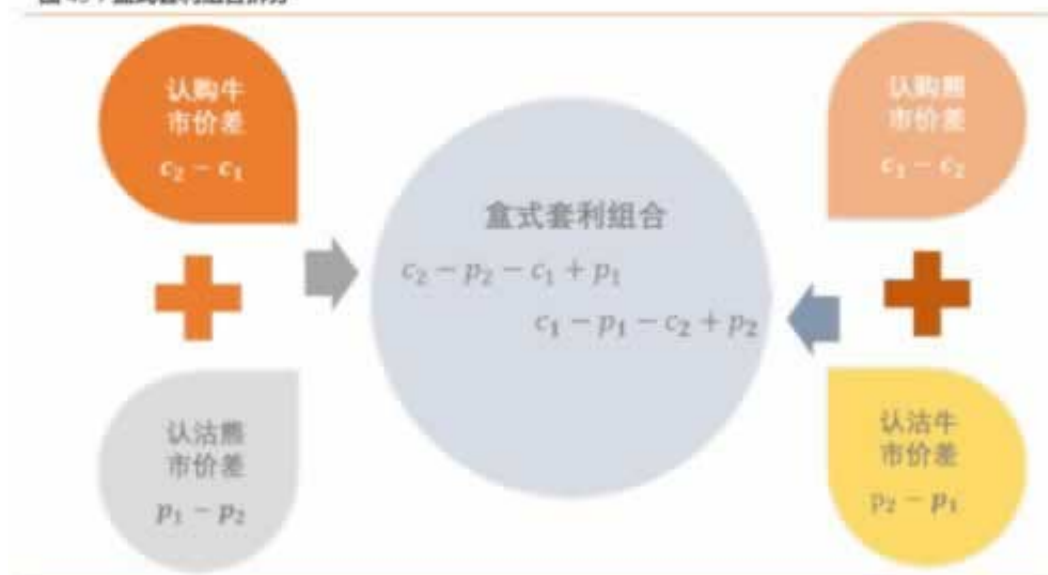 认购牛
市价差
c₂ − c₁
认沽熊
市价差
p₁ − p₂
盒式套利组合
c₂ − p₂ − c₁ + p₁
c₁ − p₁ − c₂ + p₂
认购熊
市价差
c₁ − c₂
认沽牛
市价差
p₂ − p₁